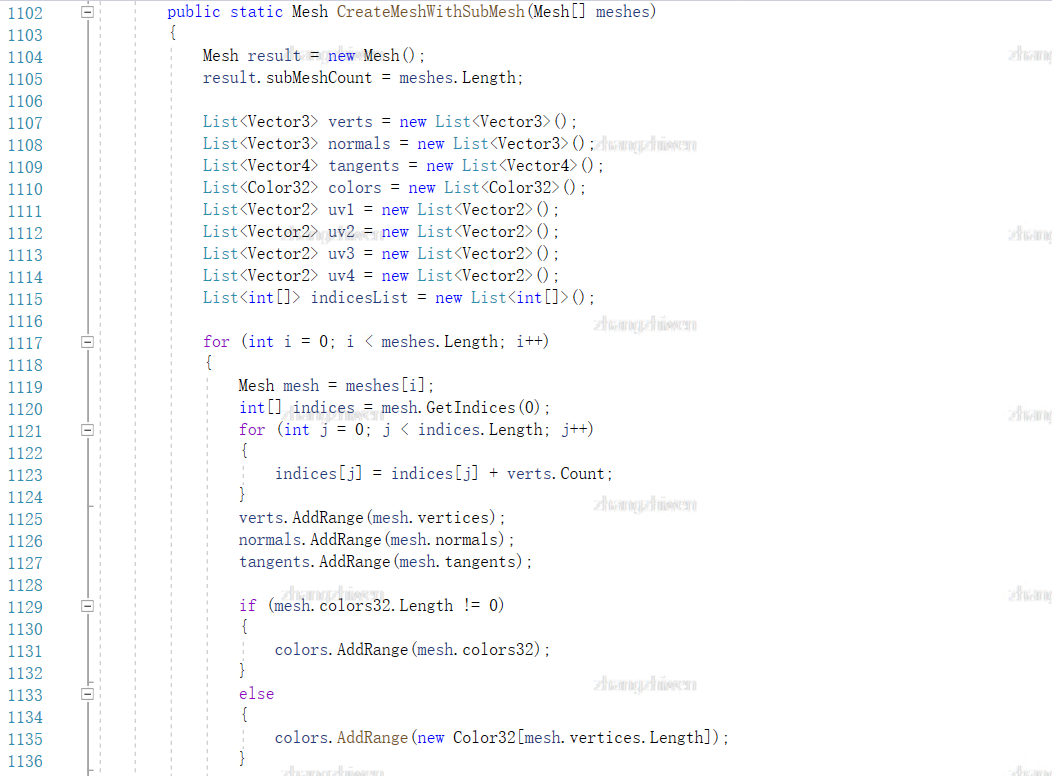 1102 public static Mesh CreateMeshWithSubMesh(Mesh[] meshes)
1103 {
1104 Mesh result = new Mesh();
1105 result.subMeshCount = meshes.Length;
1106
1107 List<Vector3> verts = new List<Vector3>();
1108 List<Vector3> normals = new List<Vector3>();
1109 List<Vector4> tangents = new List<Vector4>();
1110 List<Color32> colors = new List<Color32>();
1111 List<Vector2> uv1 = new List<Vector2>();
1112 List<Vector2> uv2 = new List<Vector2>();
1113 List<Vector2> uv3 = new List<Vector2>();
1114 List<Vector2> uv4 = new List<Vector2>();
1115 List<int[]> indicesList = new List<int[]>();
1116
1117 for (int i = 0; i < meshes.Length; i++)
1118 {
1119 Mesh mesh = meshes[i];
1120 int[] indices = mesh.GetIndices(0);
1121 for (int j = 0; j < indices.Length; j++)
1122 {
1123 indices[j] = indices[j] + verts.Count;
1124 }
1125 verts.AddRange(mesh.vertices);
1126 normals.AddRange(mesh.normals);
1127 tangents.AddRange(mesh.tangents);
1128
1129 if (mesh.colors32.Length != 0)
1130 {
1131 colors.AddRange(mesh.colors32);
1132 }
1133 else
1134 {
1135 colors.AddRange(new Color32[mesh.vertices.Length]);
1136 }